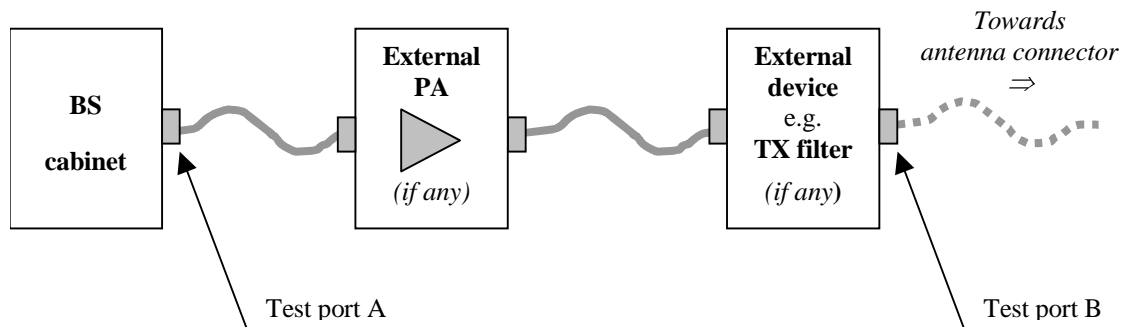 BS
cabinet
External
PA
(if any)
External
device
e.g.
TX filter
(if any)
Towards
antenna connector
⇒
Test port A
Test port B